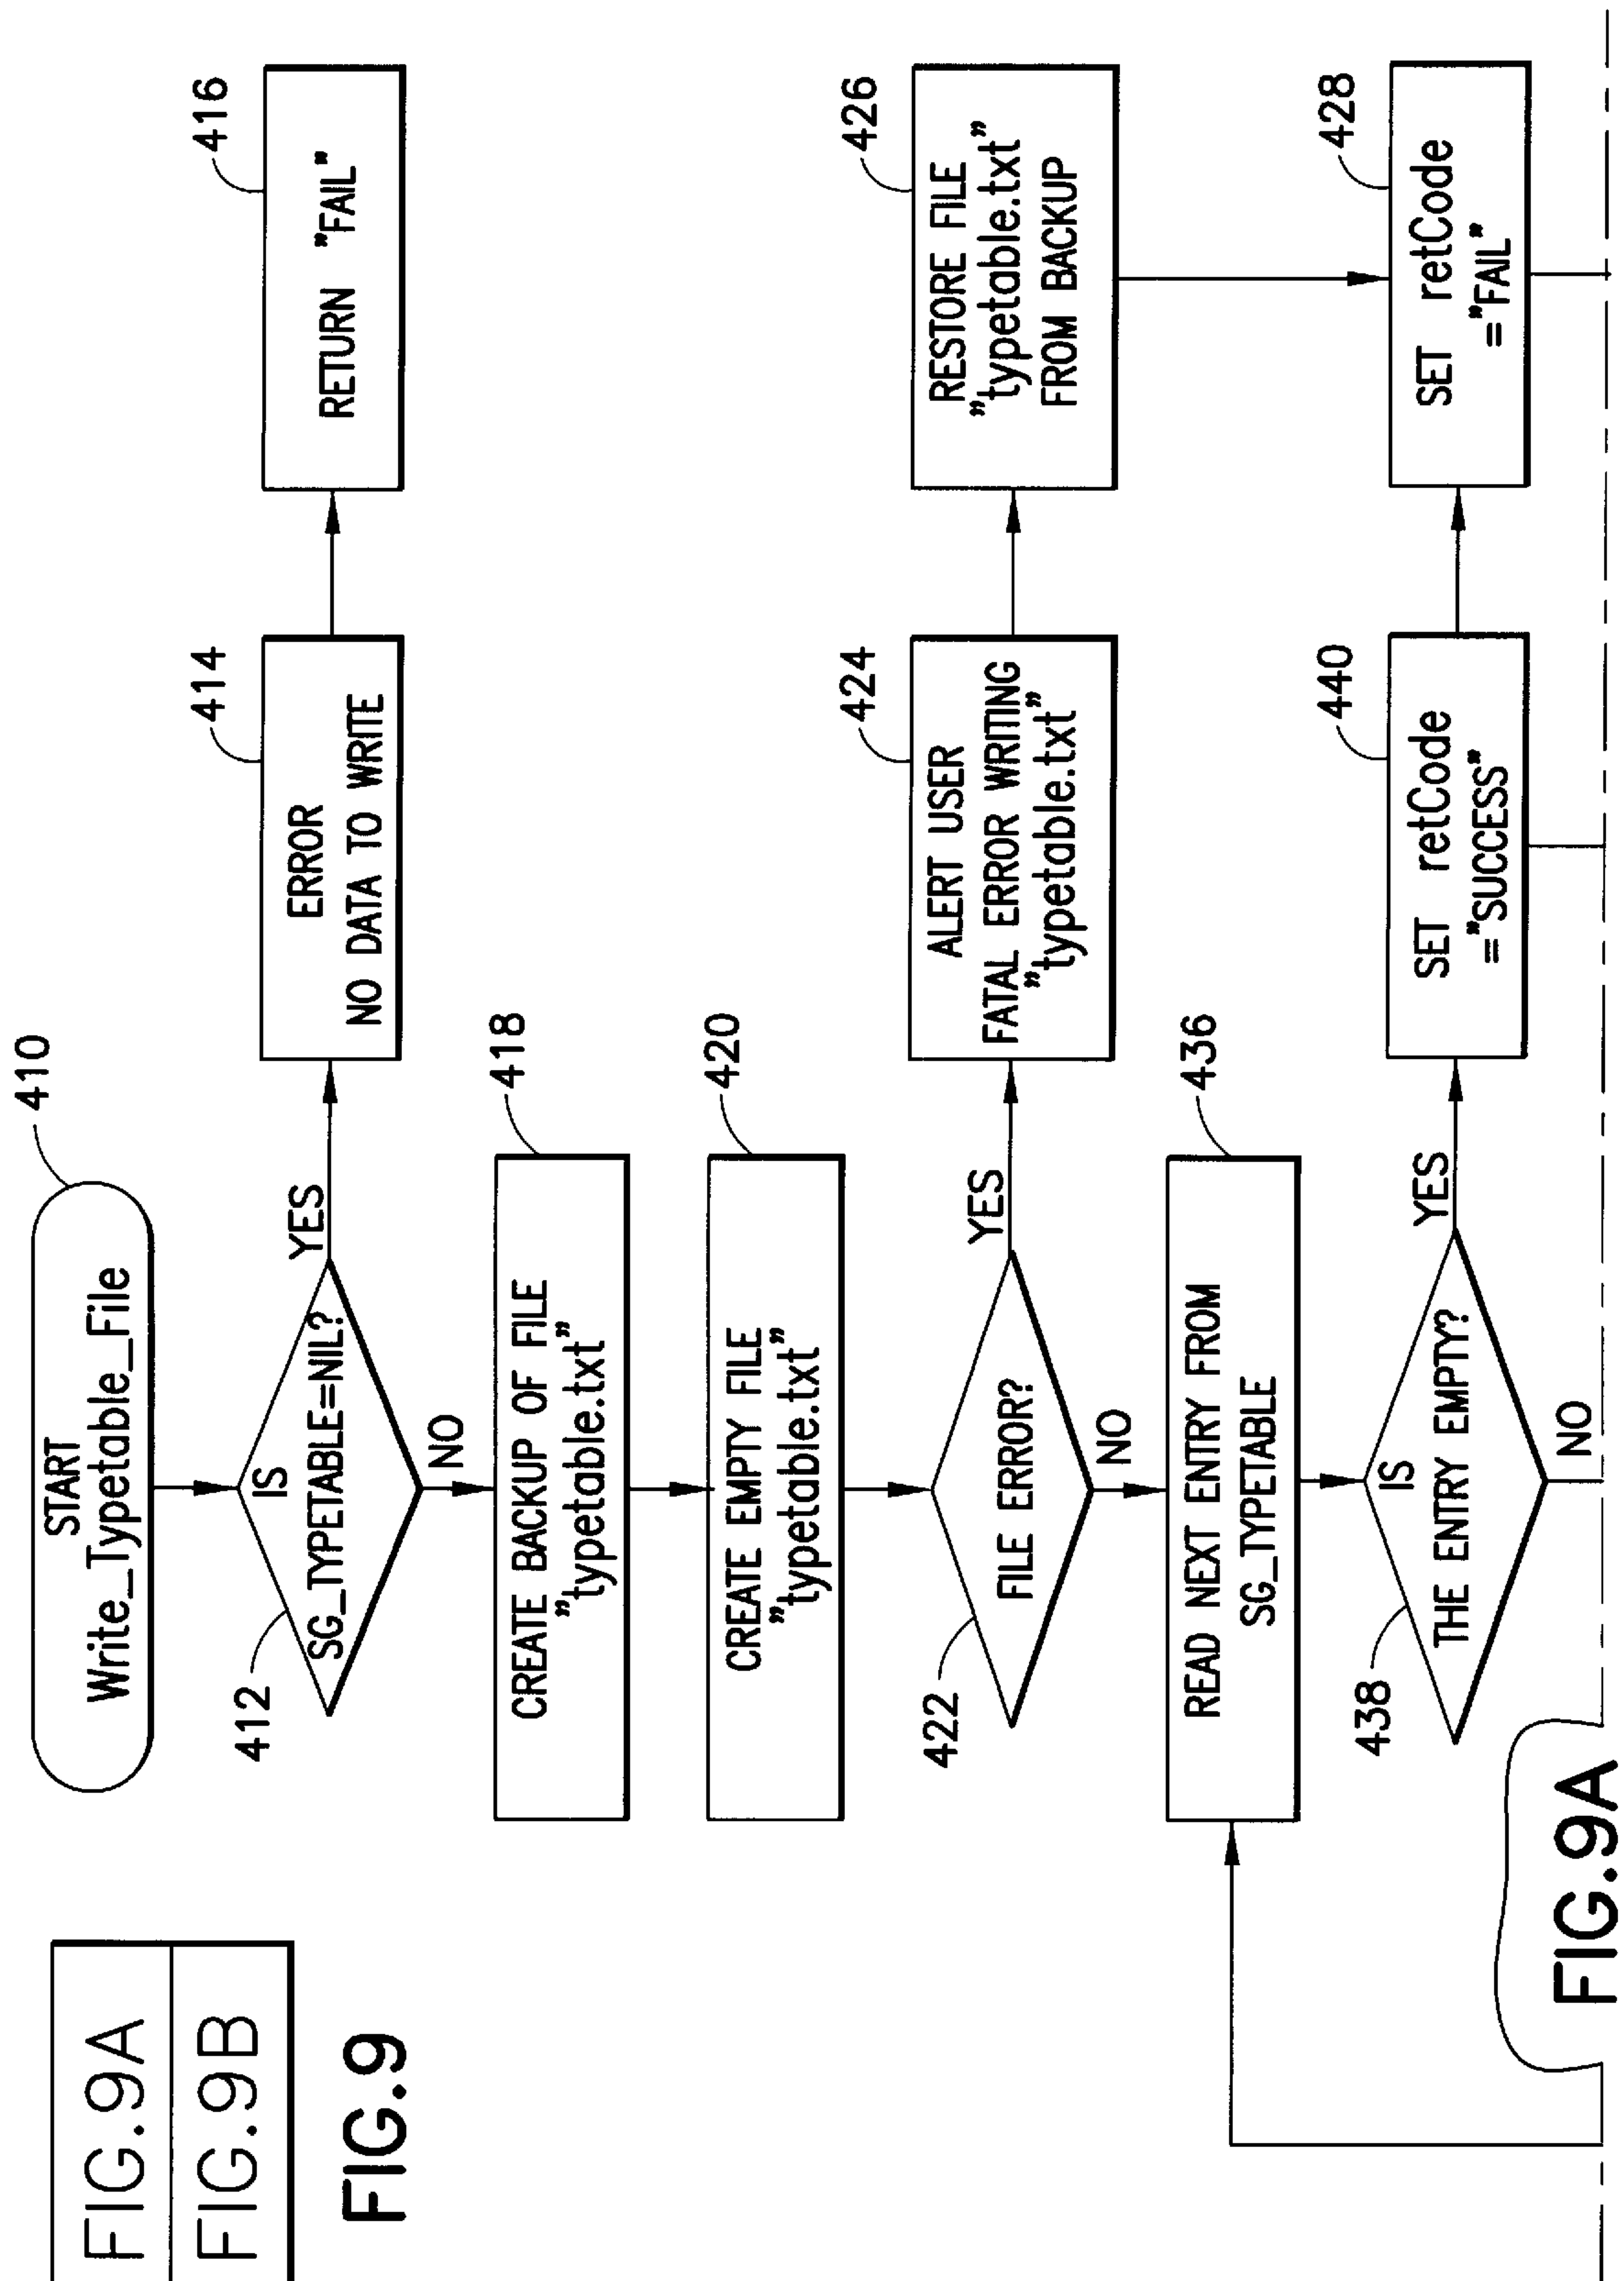 FIG.9A
FIG.9B
FIG.9
START
Write_Typetable_File
410
IS
SG_TYPETABLE=NIL?
412
YES
NO
ERROR
NO DATA TO WRITE
414
RETURN "FAIL"
416
CREATE BACKUP OF FILE
"typetable.txt"
418
CREATE EMPTY FILE
"typetable.txt"
420
FILE ERROR?
422
YES
NO
ALERT USER
FATAL ERROR WRITING
"typetable.txt"
424
RESTORE FILE
"typetable.txt"
FROM BACKUP
426
READ NEXT ENTRY FROM
SG_TYPETABLE
436
IS
THE ENTRY EMPTY?
438
YES
NO
SET retCode
="SUCCESS"
440
SET retCode
="FAIL"
428
FIG.9A